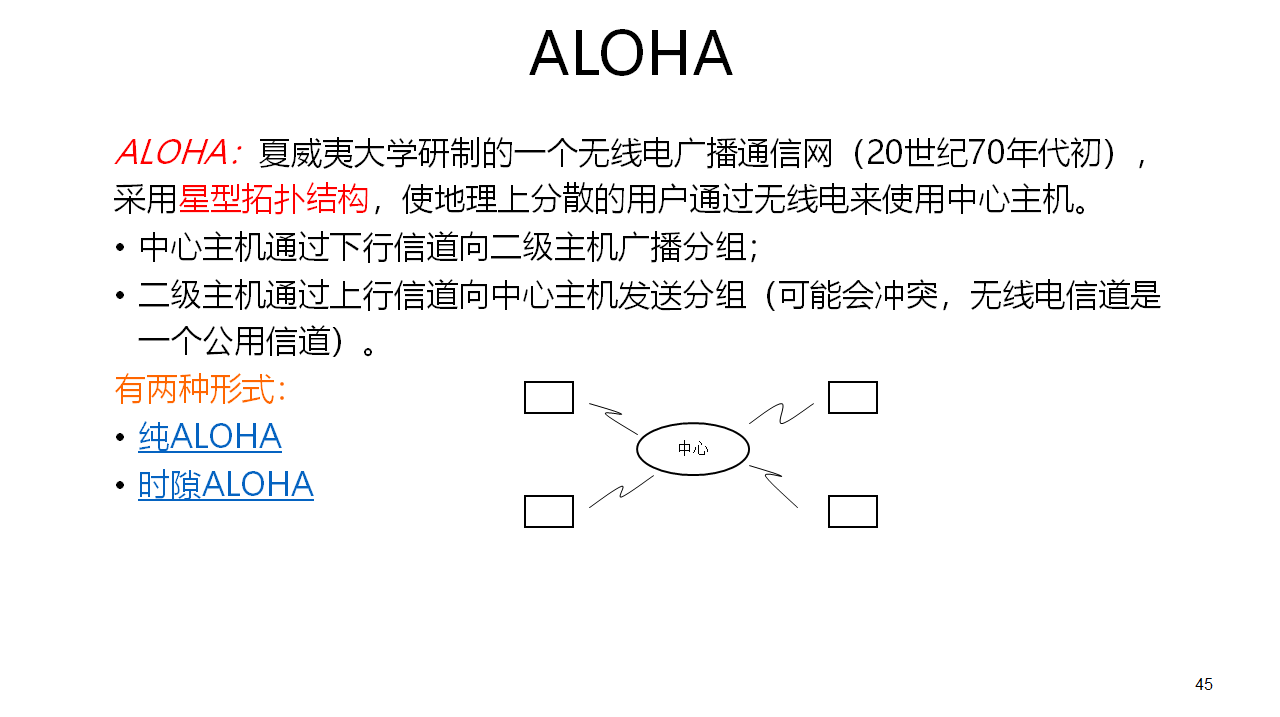 ALOHA
ALOHA：夏威夷大学研制的一个无线电广播通信网（20世纪70年代初），
采用星型拓扑结构，使地理上分散的用户通过无线电来使用中心主机。
• 中心主机通过下行信道向二级主机广播分组；
• 二级主机通过上行信道向中心主机发送分组（可能会冲突，无线电信道是
一个公用信道）。
有两种形式：
• 纯ALOHA
• 时隙ALOHA
中心
45